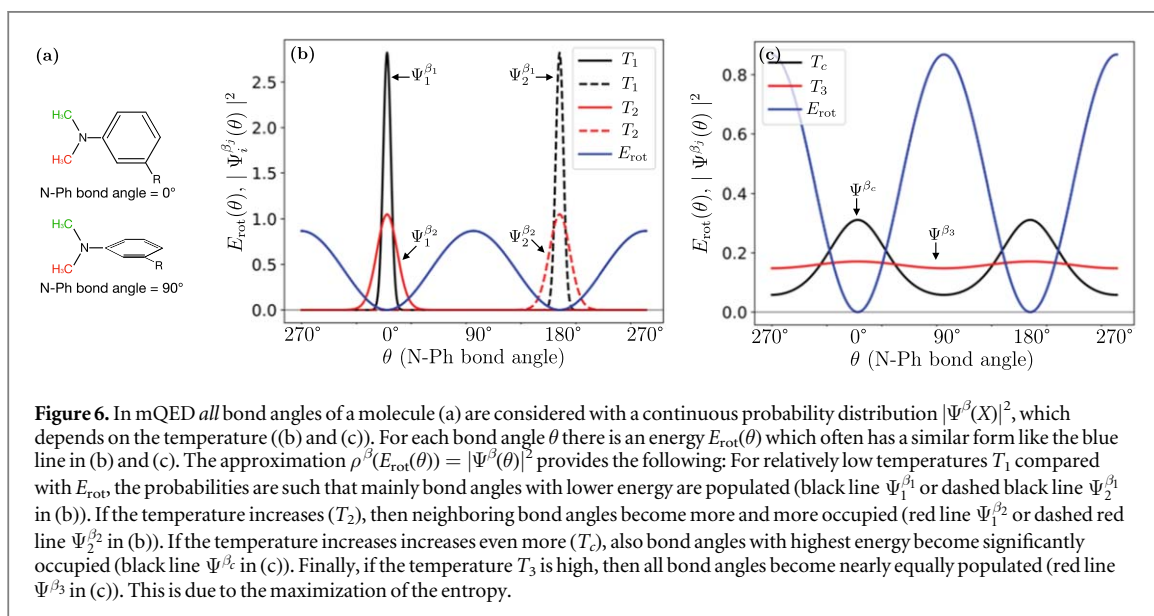 (a)
H₃C
N
H₃C
R
N-Ph bond angle = 0°
H₃C
N
H₃C
R
N-Ph bond angle = 90°
(b)
2.5
2.0
1.5
1.0
0.5
0.0
E_rot(θ), | Ψ_i^{β_j}(θ) |²
Ψ₁^{β₁}
Ψ₂^{β₁}
Ψ₁^{β₂}
Ψ₂^{β₂}
T₁
T₁
T₂
T₂
E_rot
270° 0° 90° 180° 270°
θ (N-Ph bond angle)
(c)
0.8
0.6
0.4
0.2
0.0
E_rot(θ), | Ψ^{β_j}(θ) |²
T_c
T₃
E_rot
Ψ^{β_c}
Ψ^{β₃}
270° 0° 90° 180° 270°
θ (N-Ph bond angle)
Figure 6. In mQED all bond angles of a molecule (a) are considered with a continuous probability distribution |Ψ^β(X)|², which
depends on the temperature ((b) and (c)). For each bond angle θ there is an energy E_rot(θ) which often has a similar form like the blue
line in (b) and (c). The approximation ρ^β(E_rot(θ)) = |Ψ^β(θ)|² provides the following: For relatively low temperatures T₁ compared
with E_rot, the probabilities are such that mainly bond angles with lower energy are populated (black line Ψ₁^{β₁} or dashed black line Ψ₂^{β₁}
in (b)). If the temperature increases (T₂), then neighboring bond angles become more and more occupied (red line Ψ₁^{β₂} or dashed red
line Ψ₂^{β₂} in (b)). If the temperature increases increases even more (T_c), also bond angles with highest energy become significantly
occupied (black line Ψ^{β_c} in (c)). Finally, if the temperature T₃ is high, then all bond angles become nearly equally populated (red line
Ψ^{β₃} in (c)). This is due to the maximization of the entropy.